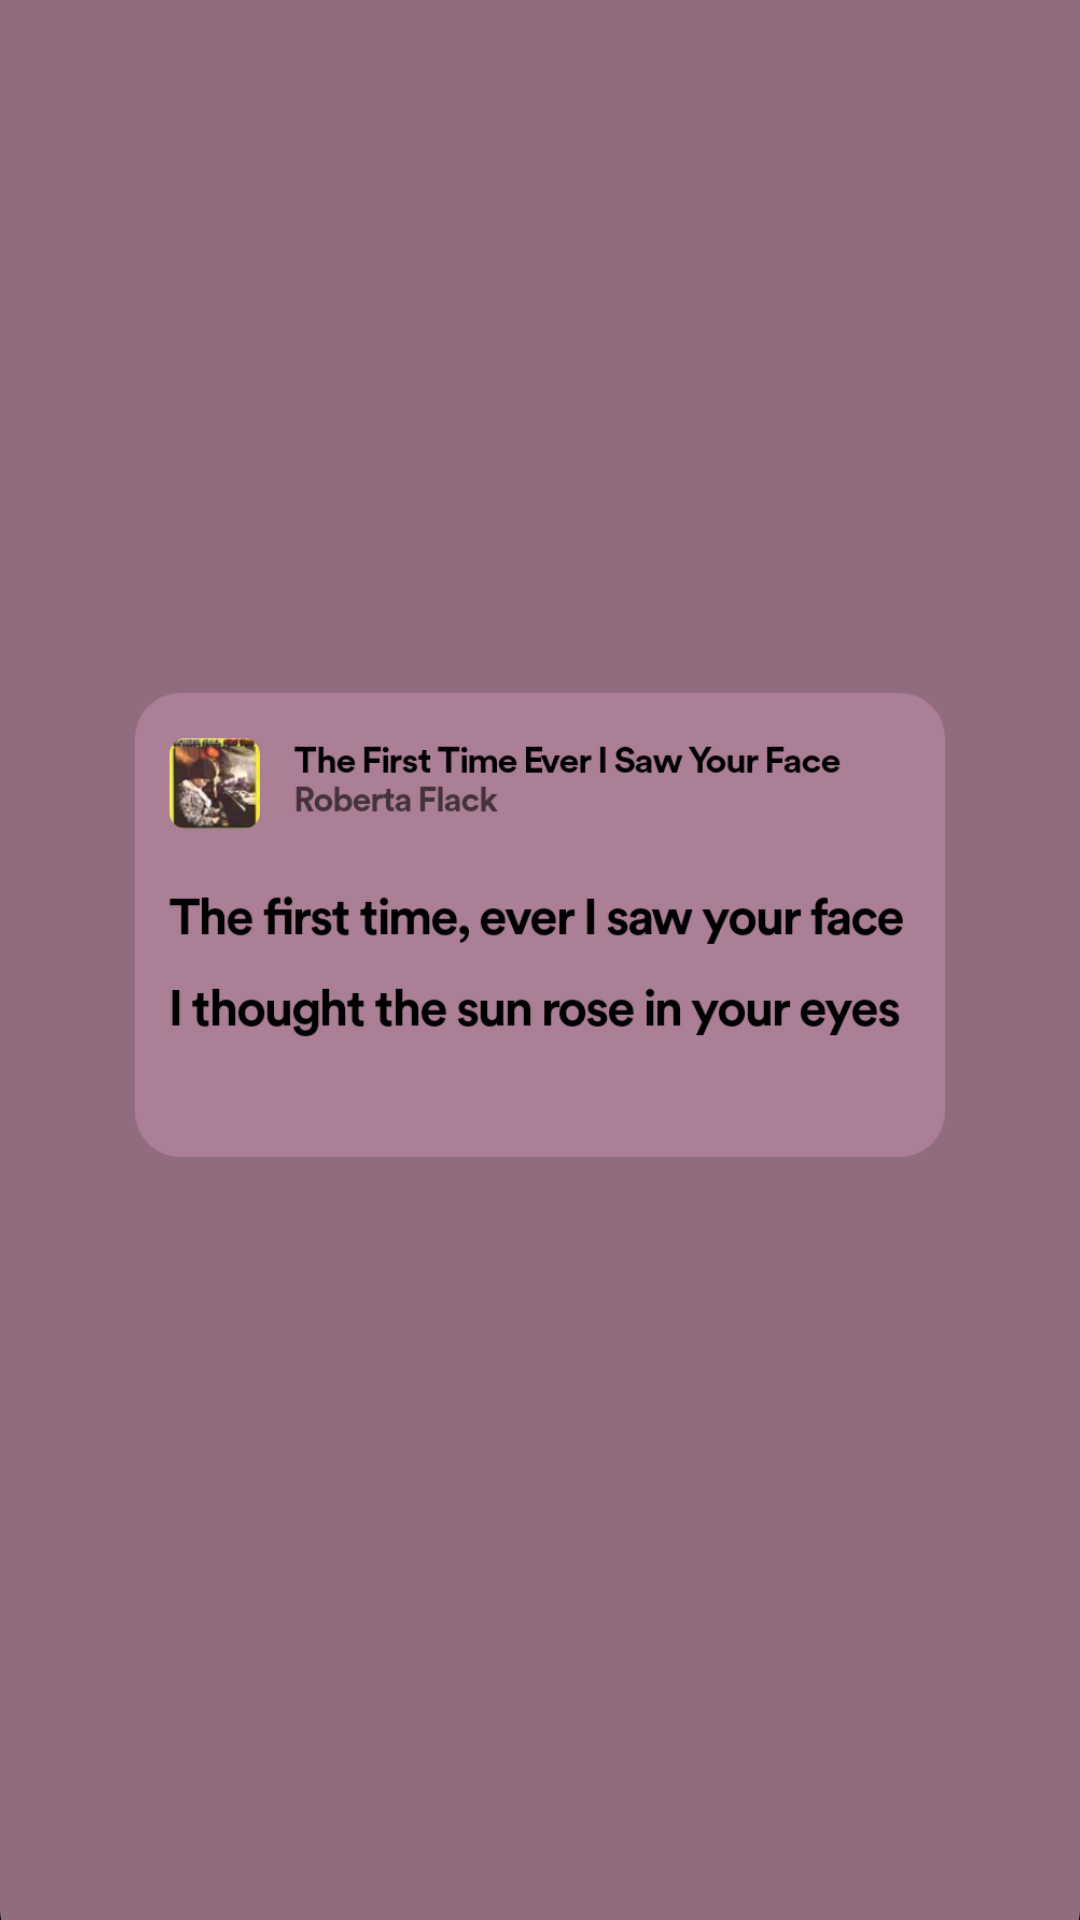 The First Time Ever I Saw Your Face
Roberta Flack
The first time, ever I saw your face
I thought the sun rose in your eyes